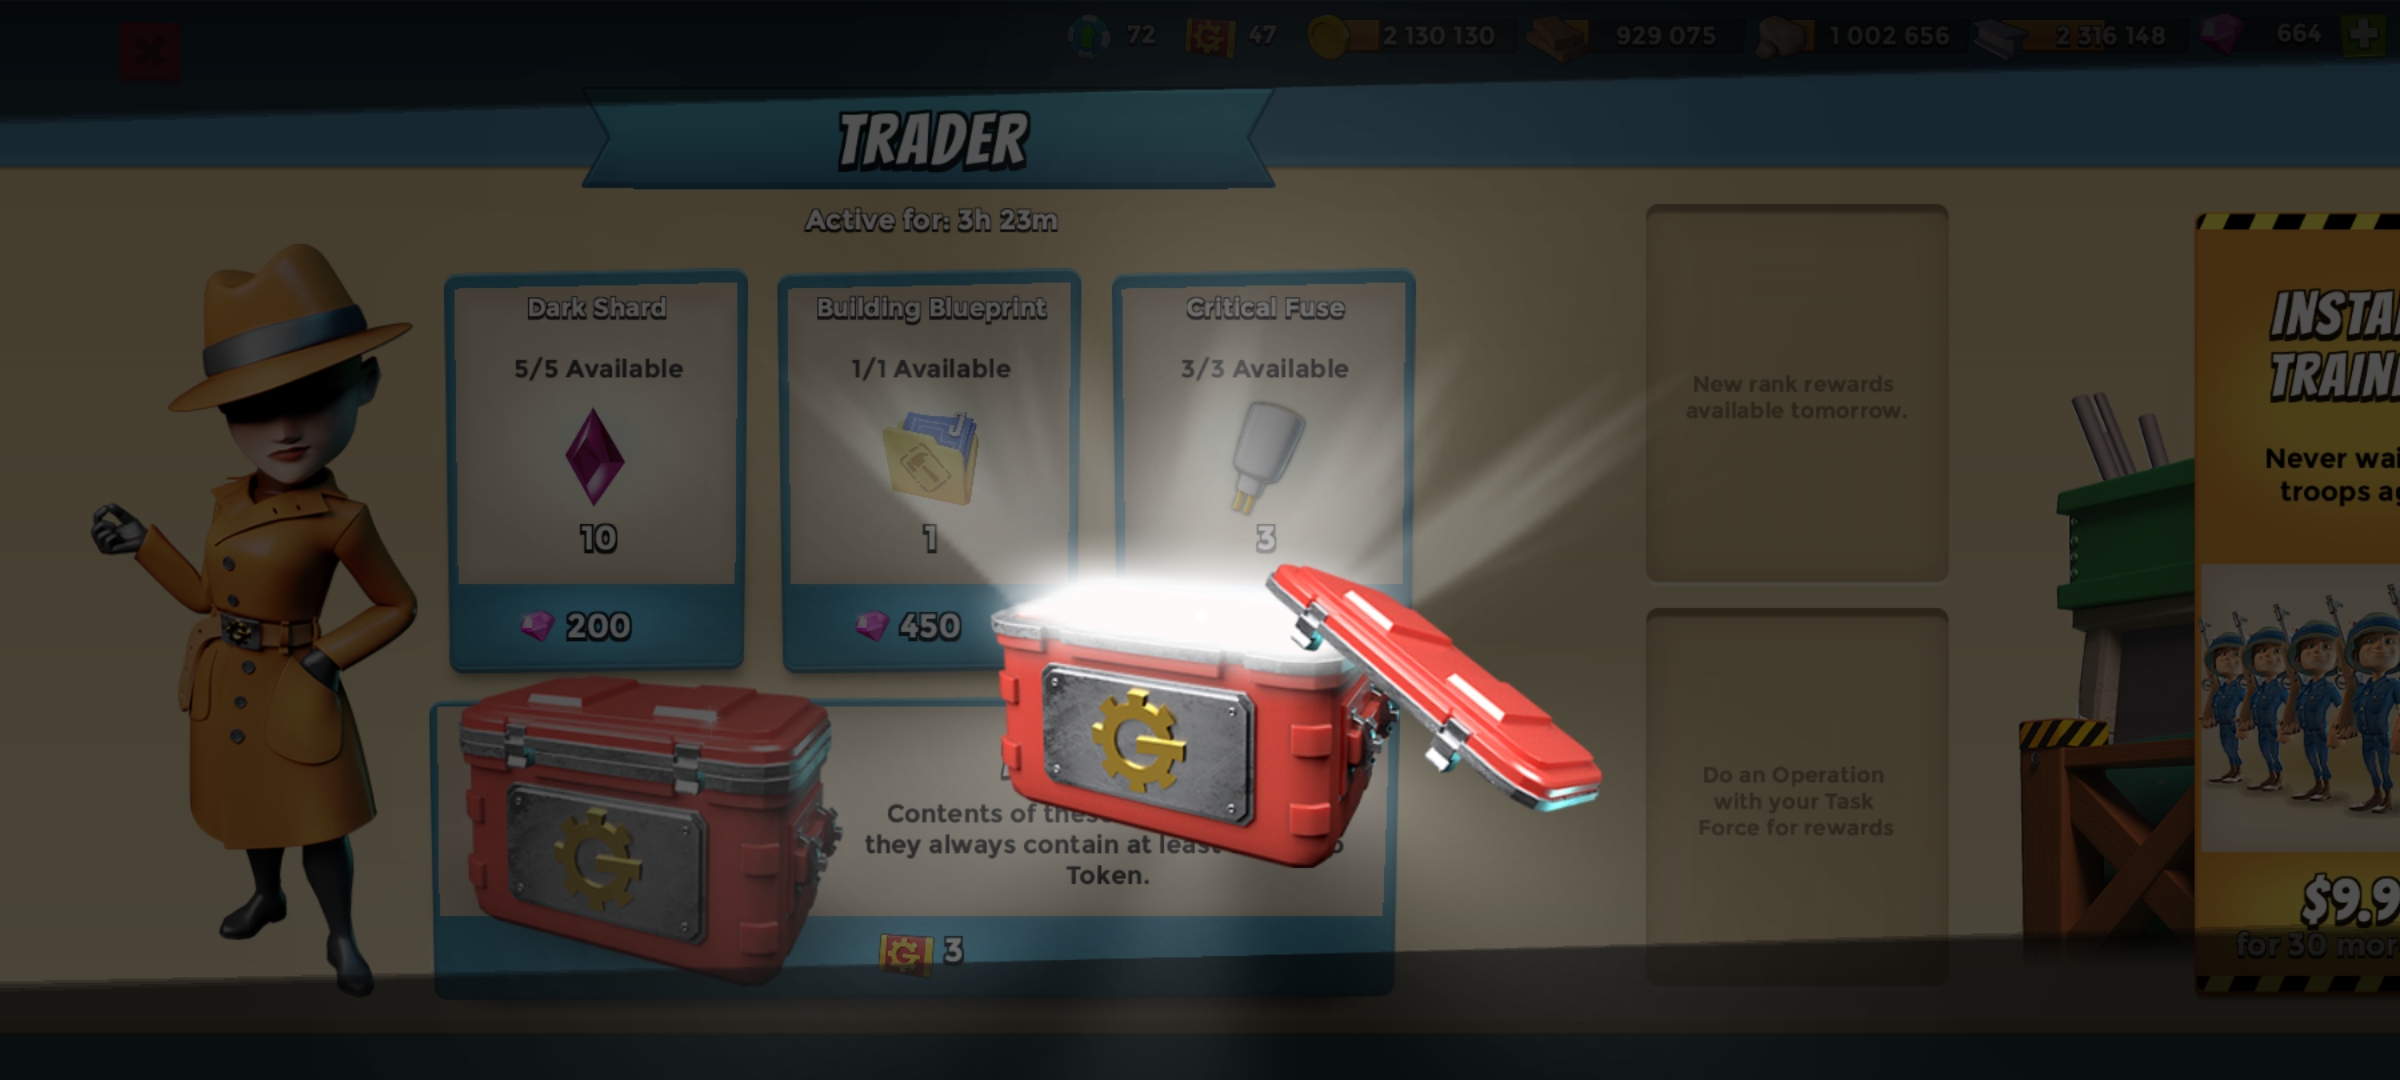 72
47
2 130 130
929 075
1 002 656
2 316 148
664
TRADER
Active for: 3h 23m
Dark Shard
5/5 Available
10
200
Building Blueprint
1/1 Available
1
450
Critical Fuse
3/3 Available
3
Contents of these
they always contain at least
Token.
3
New rank rewards
available tomorrow.
Do an Operation
with your Task
Force for rewards
Never
troops
for 30